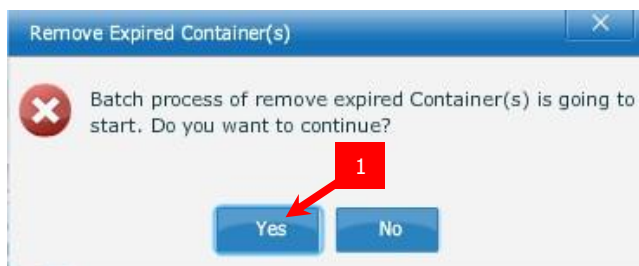 Remove Expired Container(s)
Batch process of remove expired Container(s) is going to
start. Do you want to continue?
1
Yes No